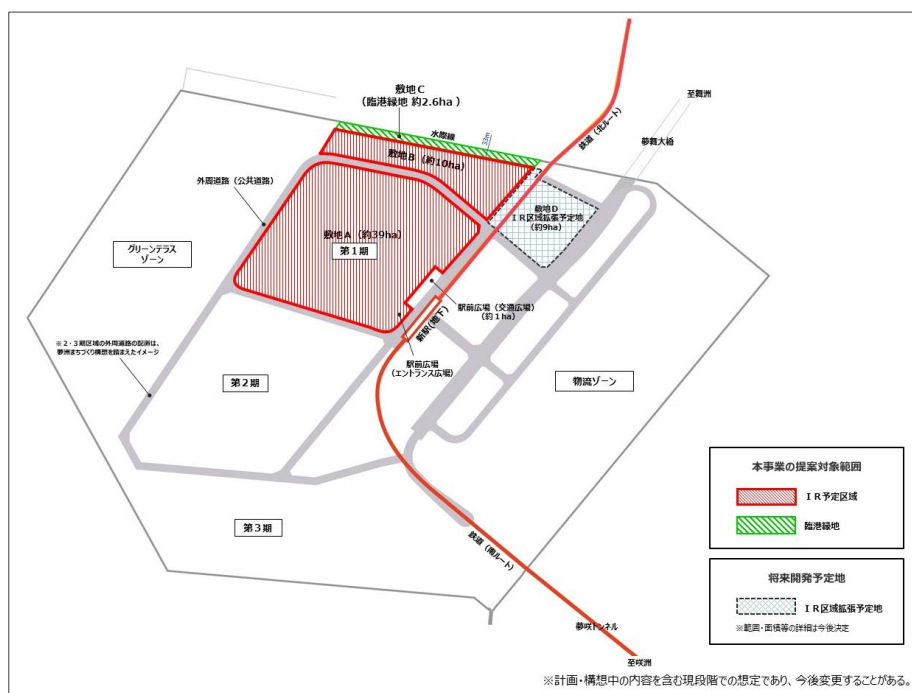 敷地C
(臨港緑地 約2.6ha )
水際線
33m
鉄道(北ルート)
至舞洲
夢舞大橋
敷地B(約10ha)
外周道路(公共道路)
敷地D
IR区域拡張予定地
(約9ha)
敷地A(約39ha)
第1期
グリーンテラス
ゾーン
駅前広場(交通広場)
(約1ha)
新駅(地下)
駅前広場
(エントランス広場)
※2・3期区域の外周道路の配置は、
夢洲まちづくり構想を踏まえたイメージ
第2期
物流ゾーン
第3期
鉄道(南ルート)
夢咲トンネル
至咲洲
本事業の提案対象範囲
IR予定区域
臨港緑地
将来開発予定地
IR区域拡張予定地
※範囲・面積等の詳細は今後決定
※計画・構想中の内容を含む現段階での想定であり、今後変更することがある。